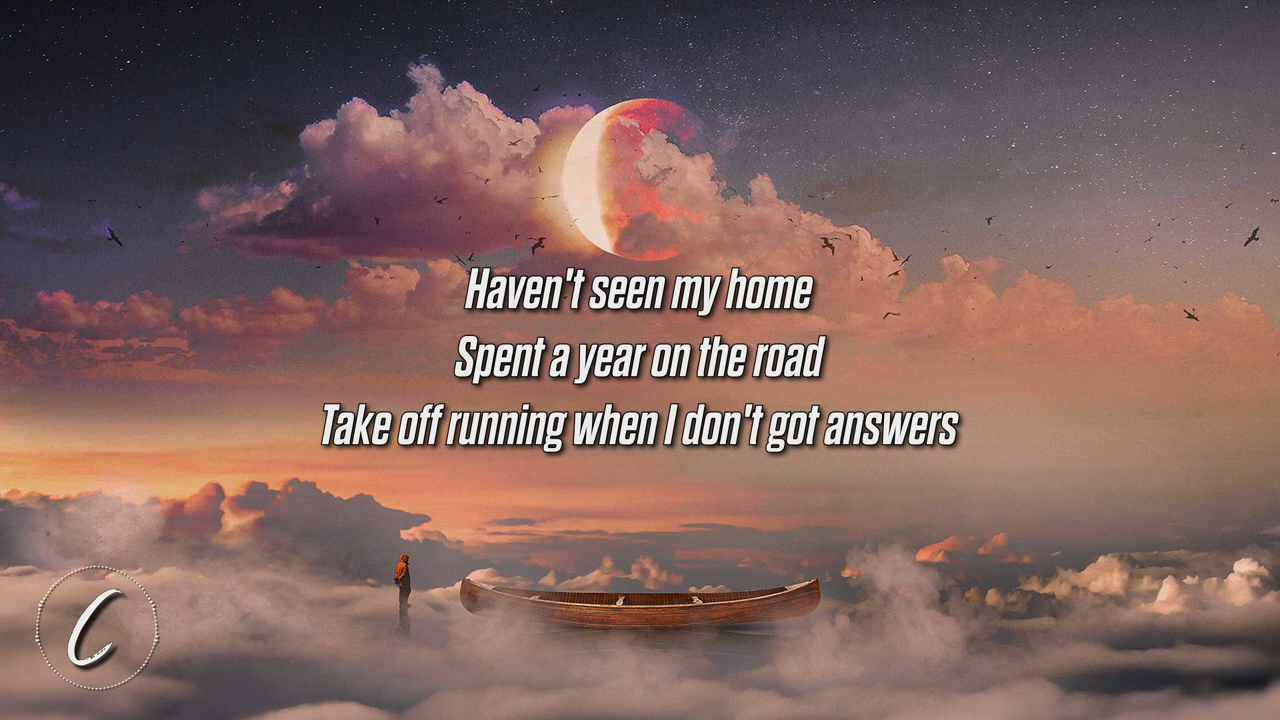 Haven't seen my home
Spent a year on the road
Take off running when I don't got answers
C